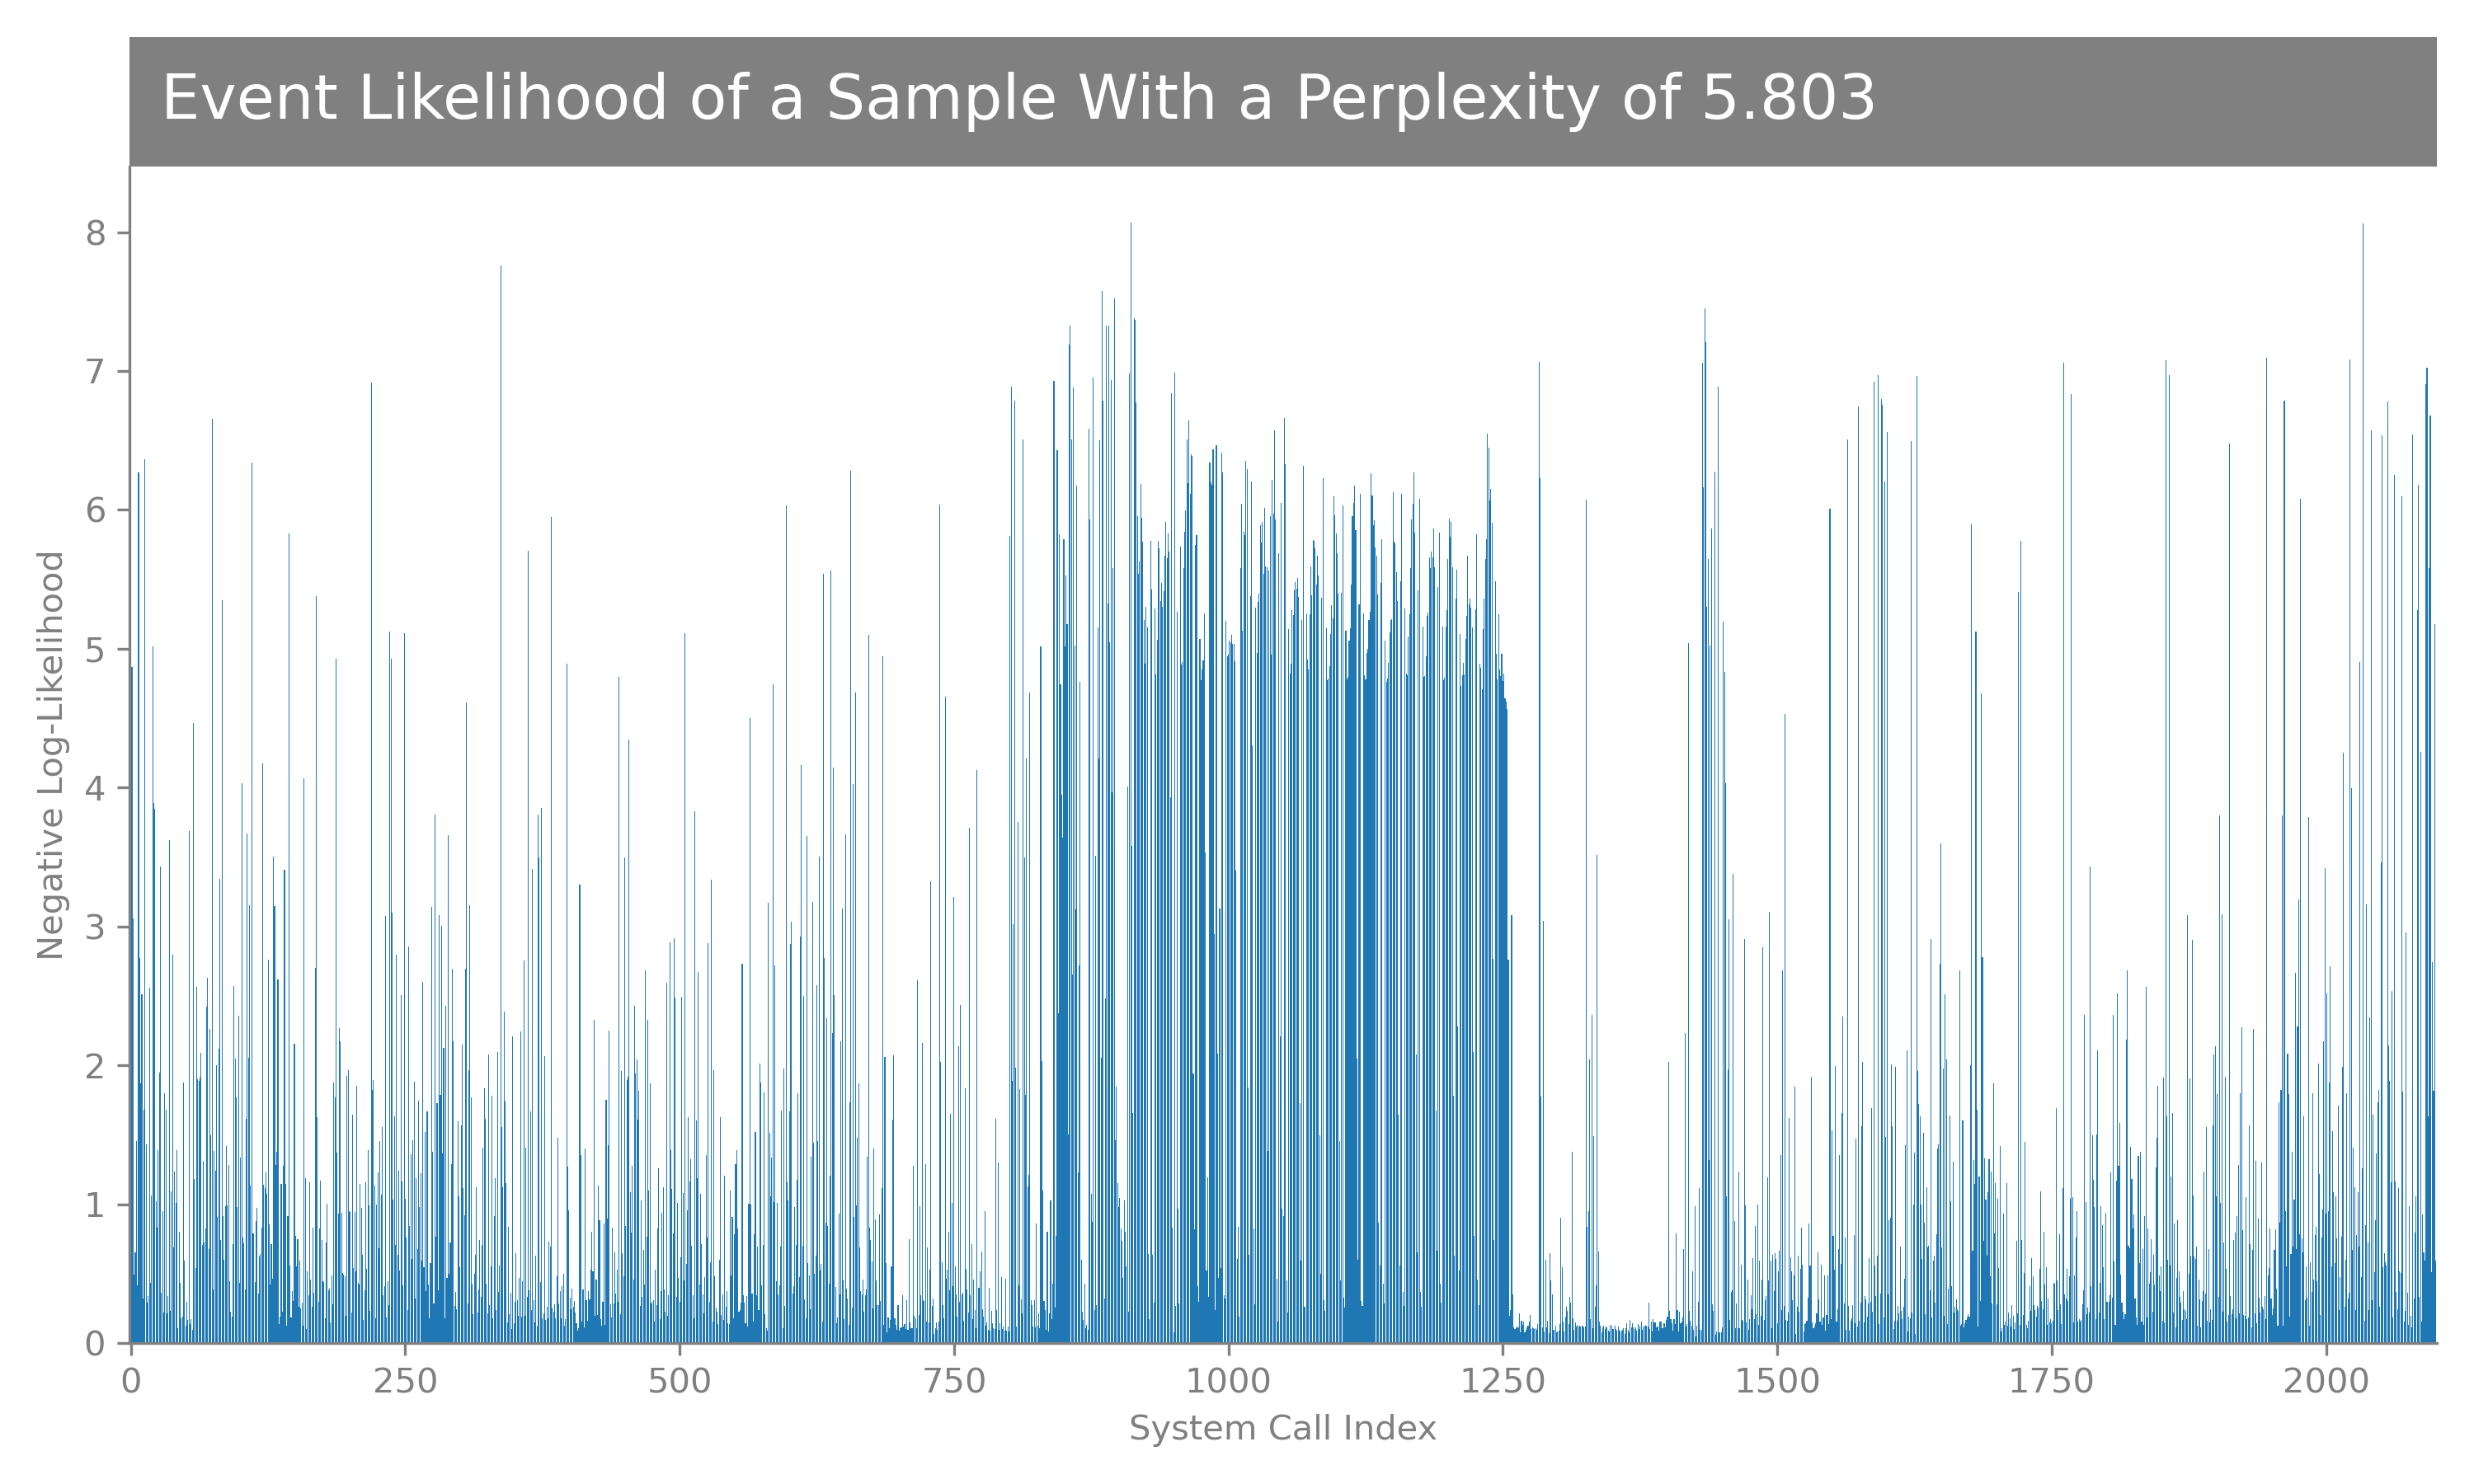 Event Likelihood of a Sample With a Perplexity of 5.803
8
7
6
5
4
3
2
1
0
Negative Log-Likelihood
0 250 500 750 1000 1250 1500 1750 2000
System Call Index